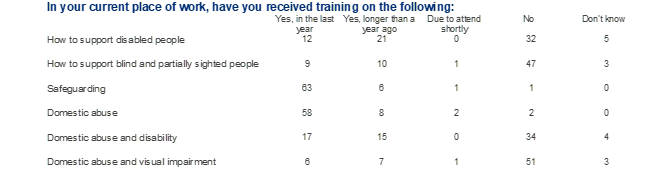 In your current place of work, have you received training on the following:
Yes, in the last year Yes, longer than a year ago Due to attend shortly No Don't know
How to support disabled people 12 21 0 32 5
How to support blind and partially sighted people 9 10 1 47 3
Safeguarding 63 6 1 1 0
Domestic abuse 58 8 2 2 0
Domestic abuse and disability 17 15 0 34 4
Domestic abuse and visual impairment 6 7 1 51 3